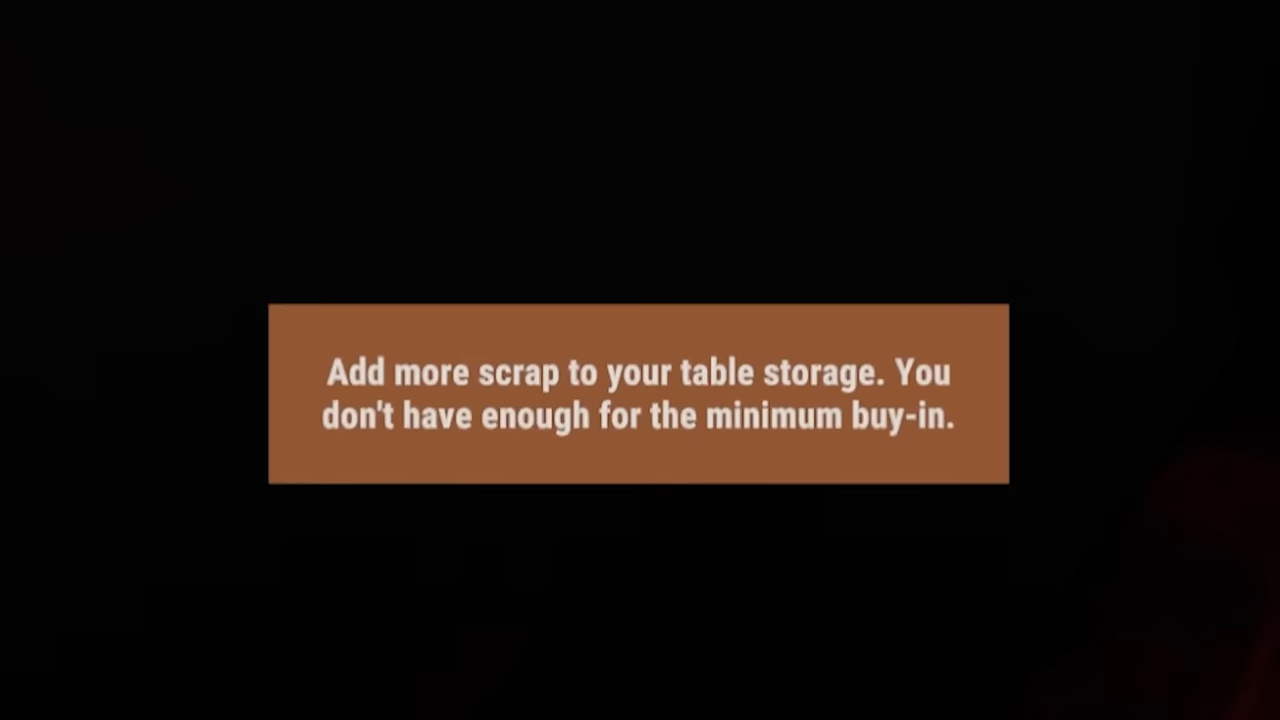 Add more scrap to your table storage. You
don't have enough for the minimum buy-in.